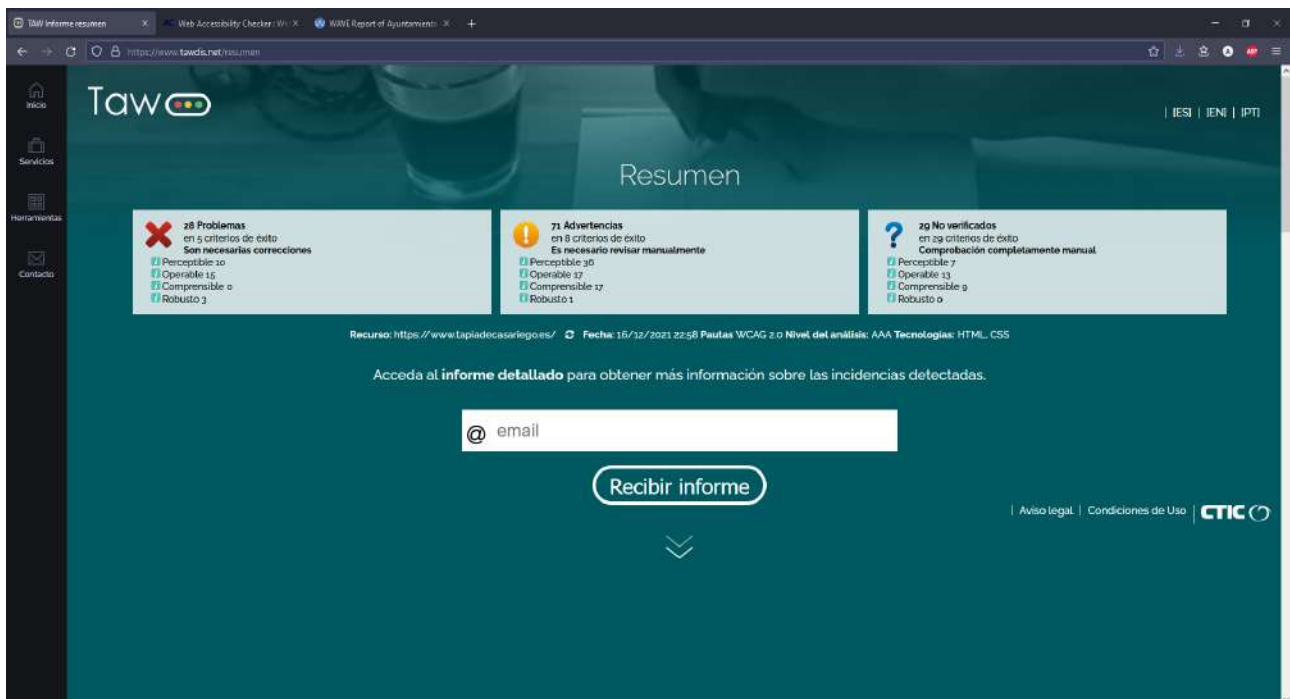 TAW Informe resumen
Web Accessibility Checker: W
WAVE Report of Ayuntamiento
https://www.tawdis.net/resumen
Inicio
Servicios
Herramientas
Contacto
Taw
| [ES] | [EN] | [PT]
Resumen
28 Problemas
en 5 criterios de éxito
Son necesarias correcciones
Perceptible 10
Operable 15
Comprensible 0
Robusto 3
71 Advertencias
en 8 criterios de éxito
Es necesario revisar manualmente
Perceptible 36
Operable 17
Comprensible 17
Robusto 1
29 No verificados
en 29 criterios de éxito
Comprobación completamente manual
Perceptible 7
Operable 13
Comprensible 9
Robusto 0
Recurso: https://www.tapiadecasariego.es/ Fecha: 16/12/2021 22:58 Pautas WCAG 2.0 Nivel del análisis: AAA Tecnologías: HTML, CSS
Acceda al informe detallado para obtener más información sobre las incidencias detectadas.
@ email
Recibir informe
| Aviso legal | Condiciones de Uso | CTIC